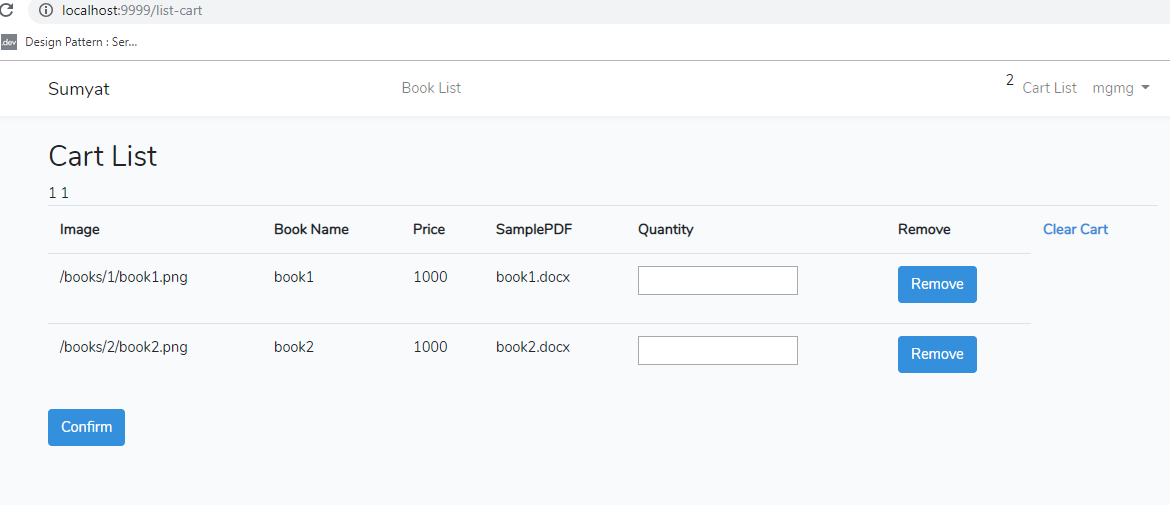 localhost:9999/list-cart
.dev Design Pattern : Ser...
Sumyat Book List 2 Cart List mgmg
Cart List
1 1
Image Book Name Price SamplePDF Quantity Remove Clear Cart
/books/1/book1.png book1 1000 book1.docx Remove
/books/2/book2.png book2 1000 book2.docx Remove
Confirm